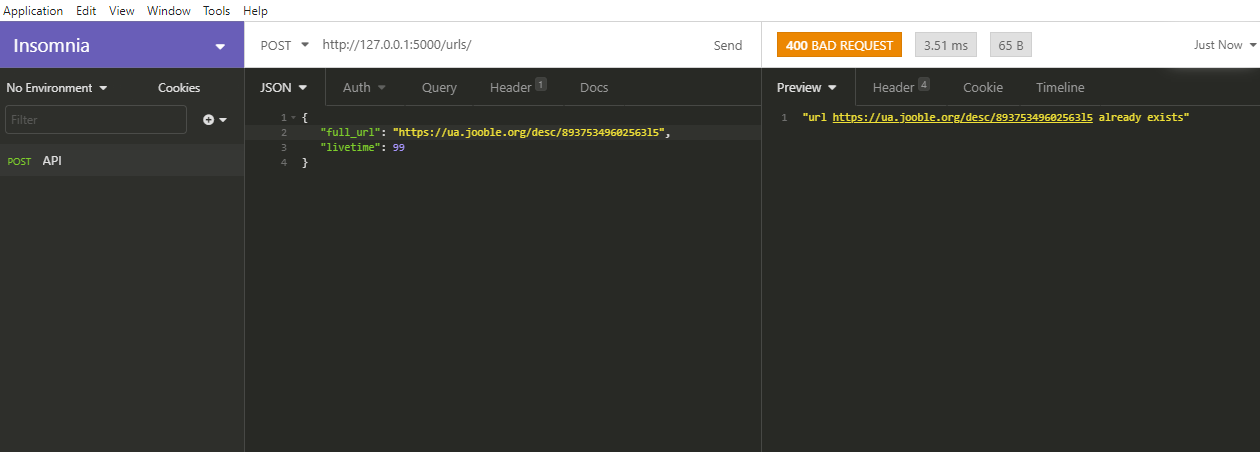 Application Edit View Window Tools Help
Insomnia
POST http://127.0.0.1:5000/urls/ Send
400 BAD REQUEST 3.51 ms 65 B Just Now
No Environment Cookies
JSON Auth Query Header 1 Docs
Preview Header 4 Cookie Timeline
Filter
POST API
1 {
2 "full_url": "https://ua.jooble.org/desc/8937534960256315",
3 "livetime": 99
4 }
1 "url https://ua.jooble.org/desc/8937534960256315 already exists"